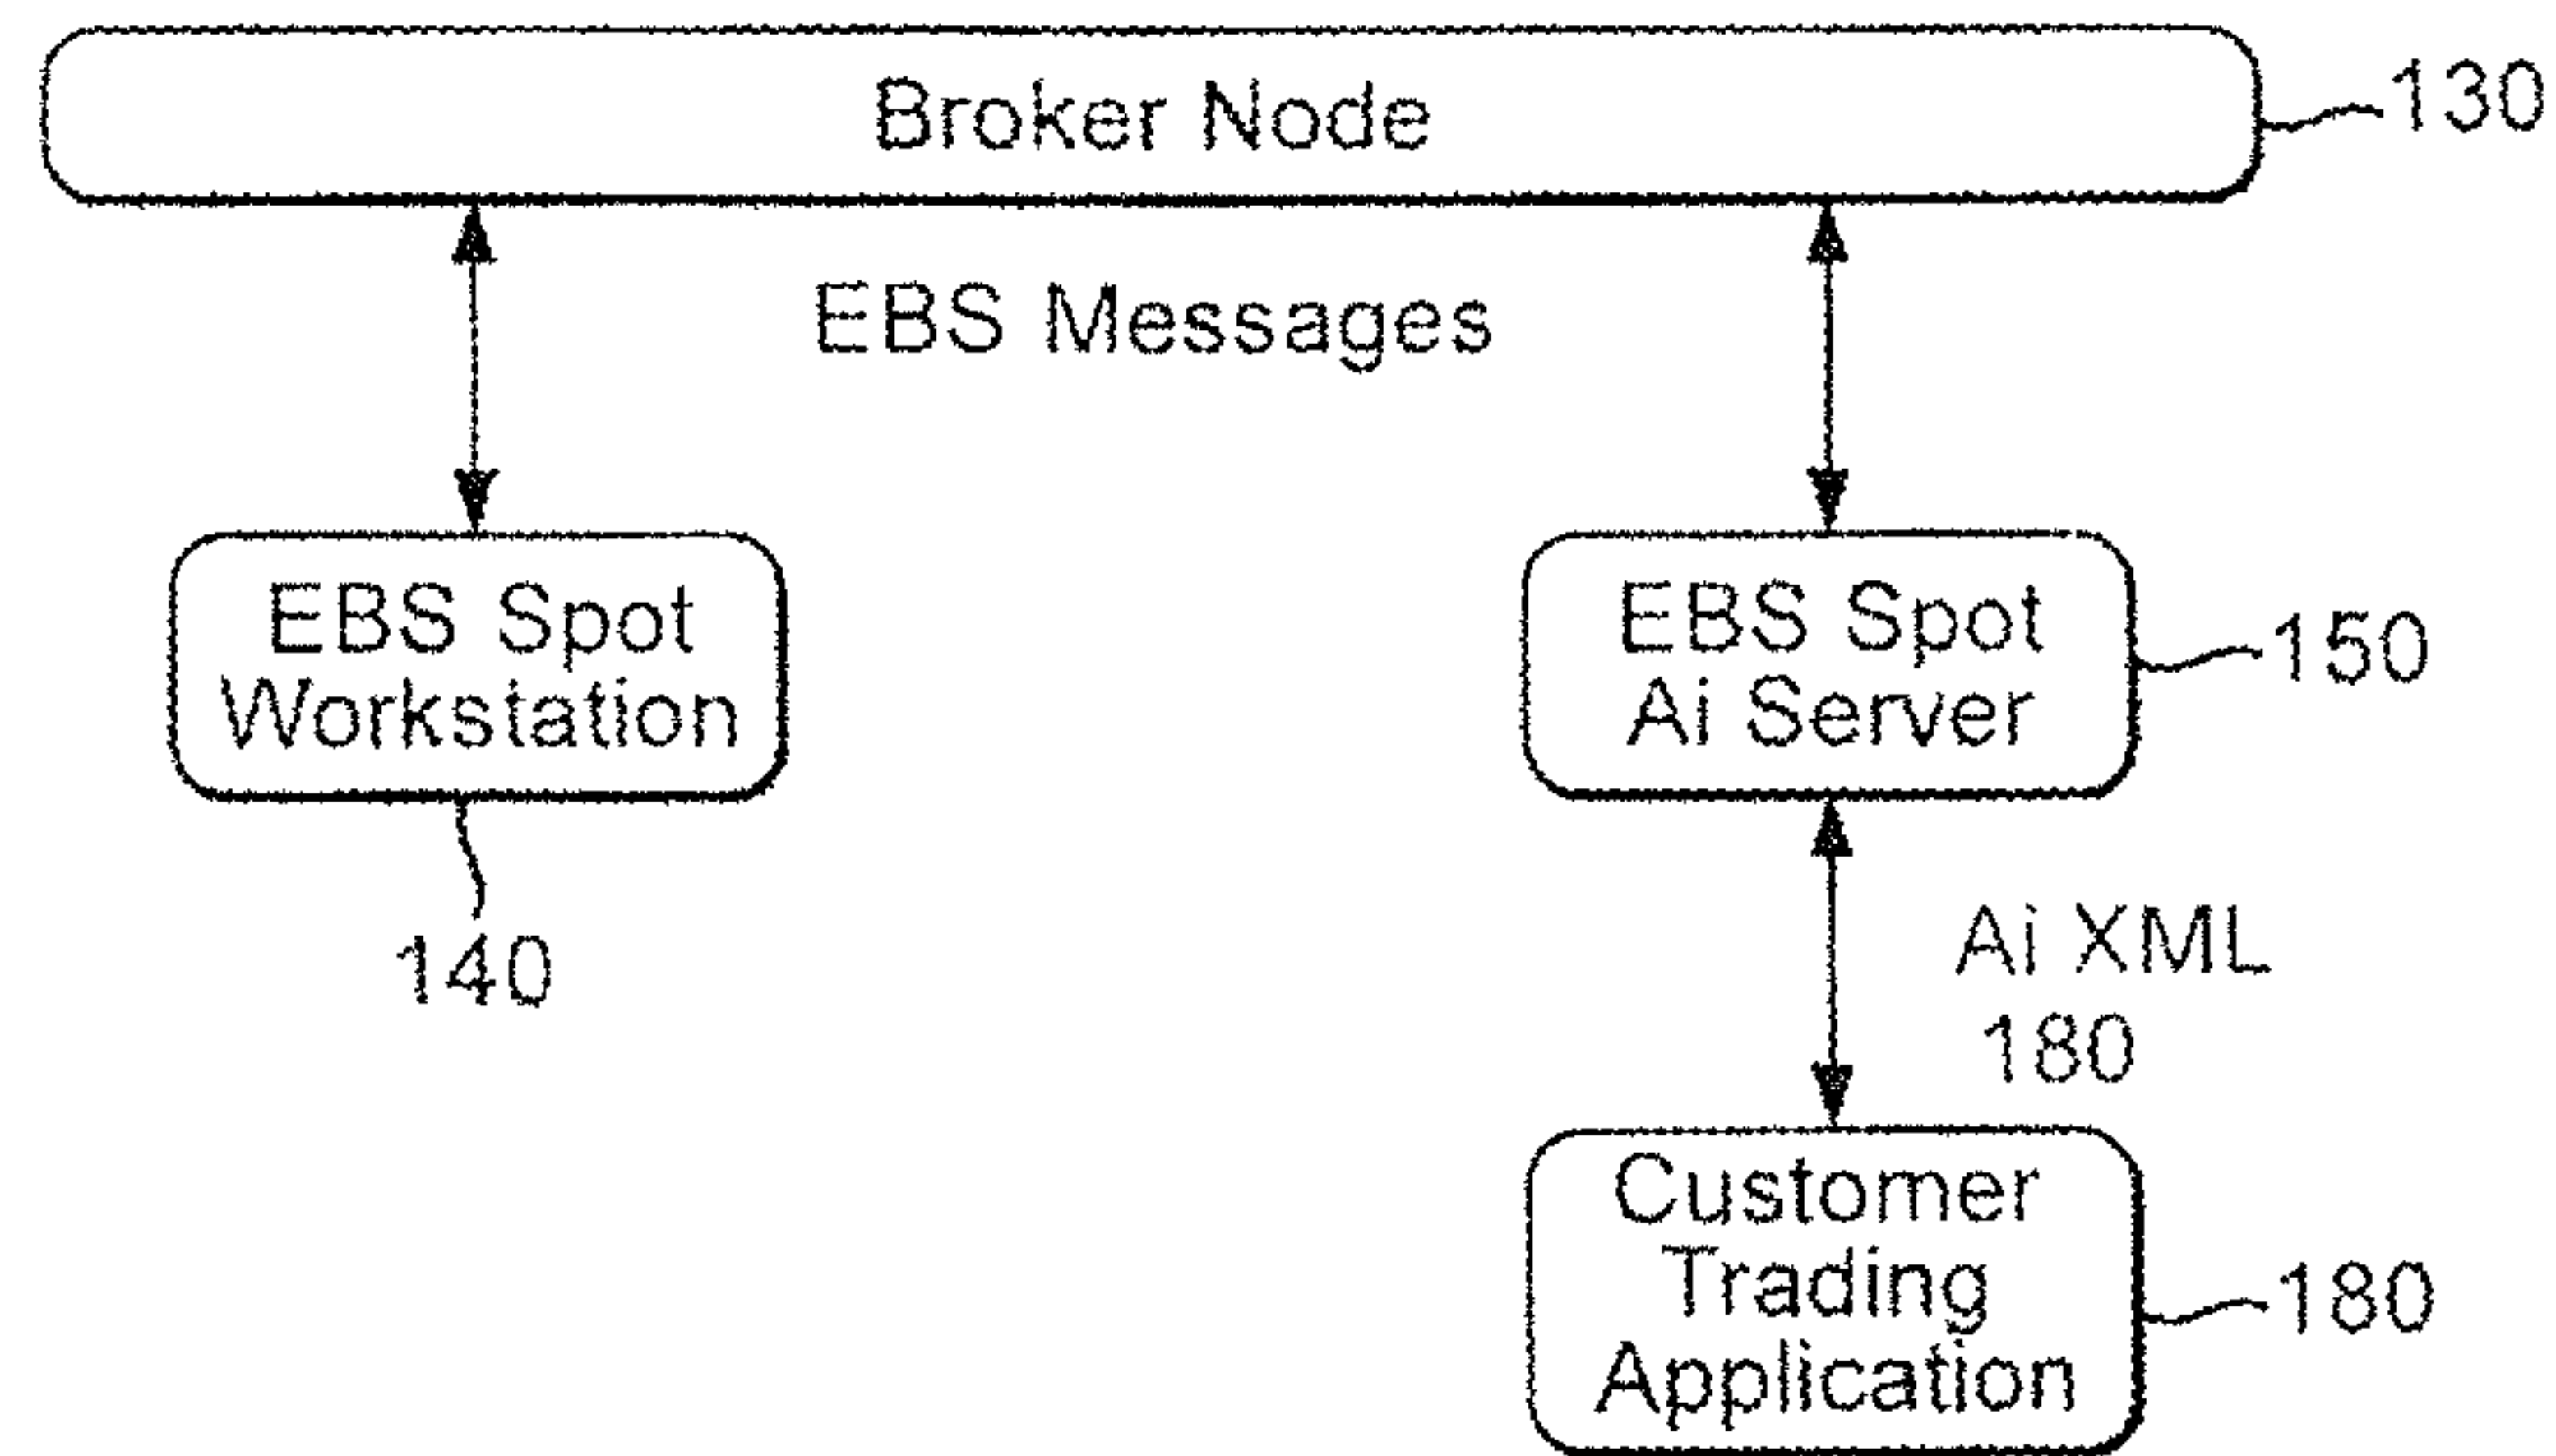 Broker Node
130
EBS Messages
EBS Spot
Workstation
140
EBS Spot
Ai Server
150
Ai XML
180
Customer
Trading
Application
180